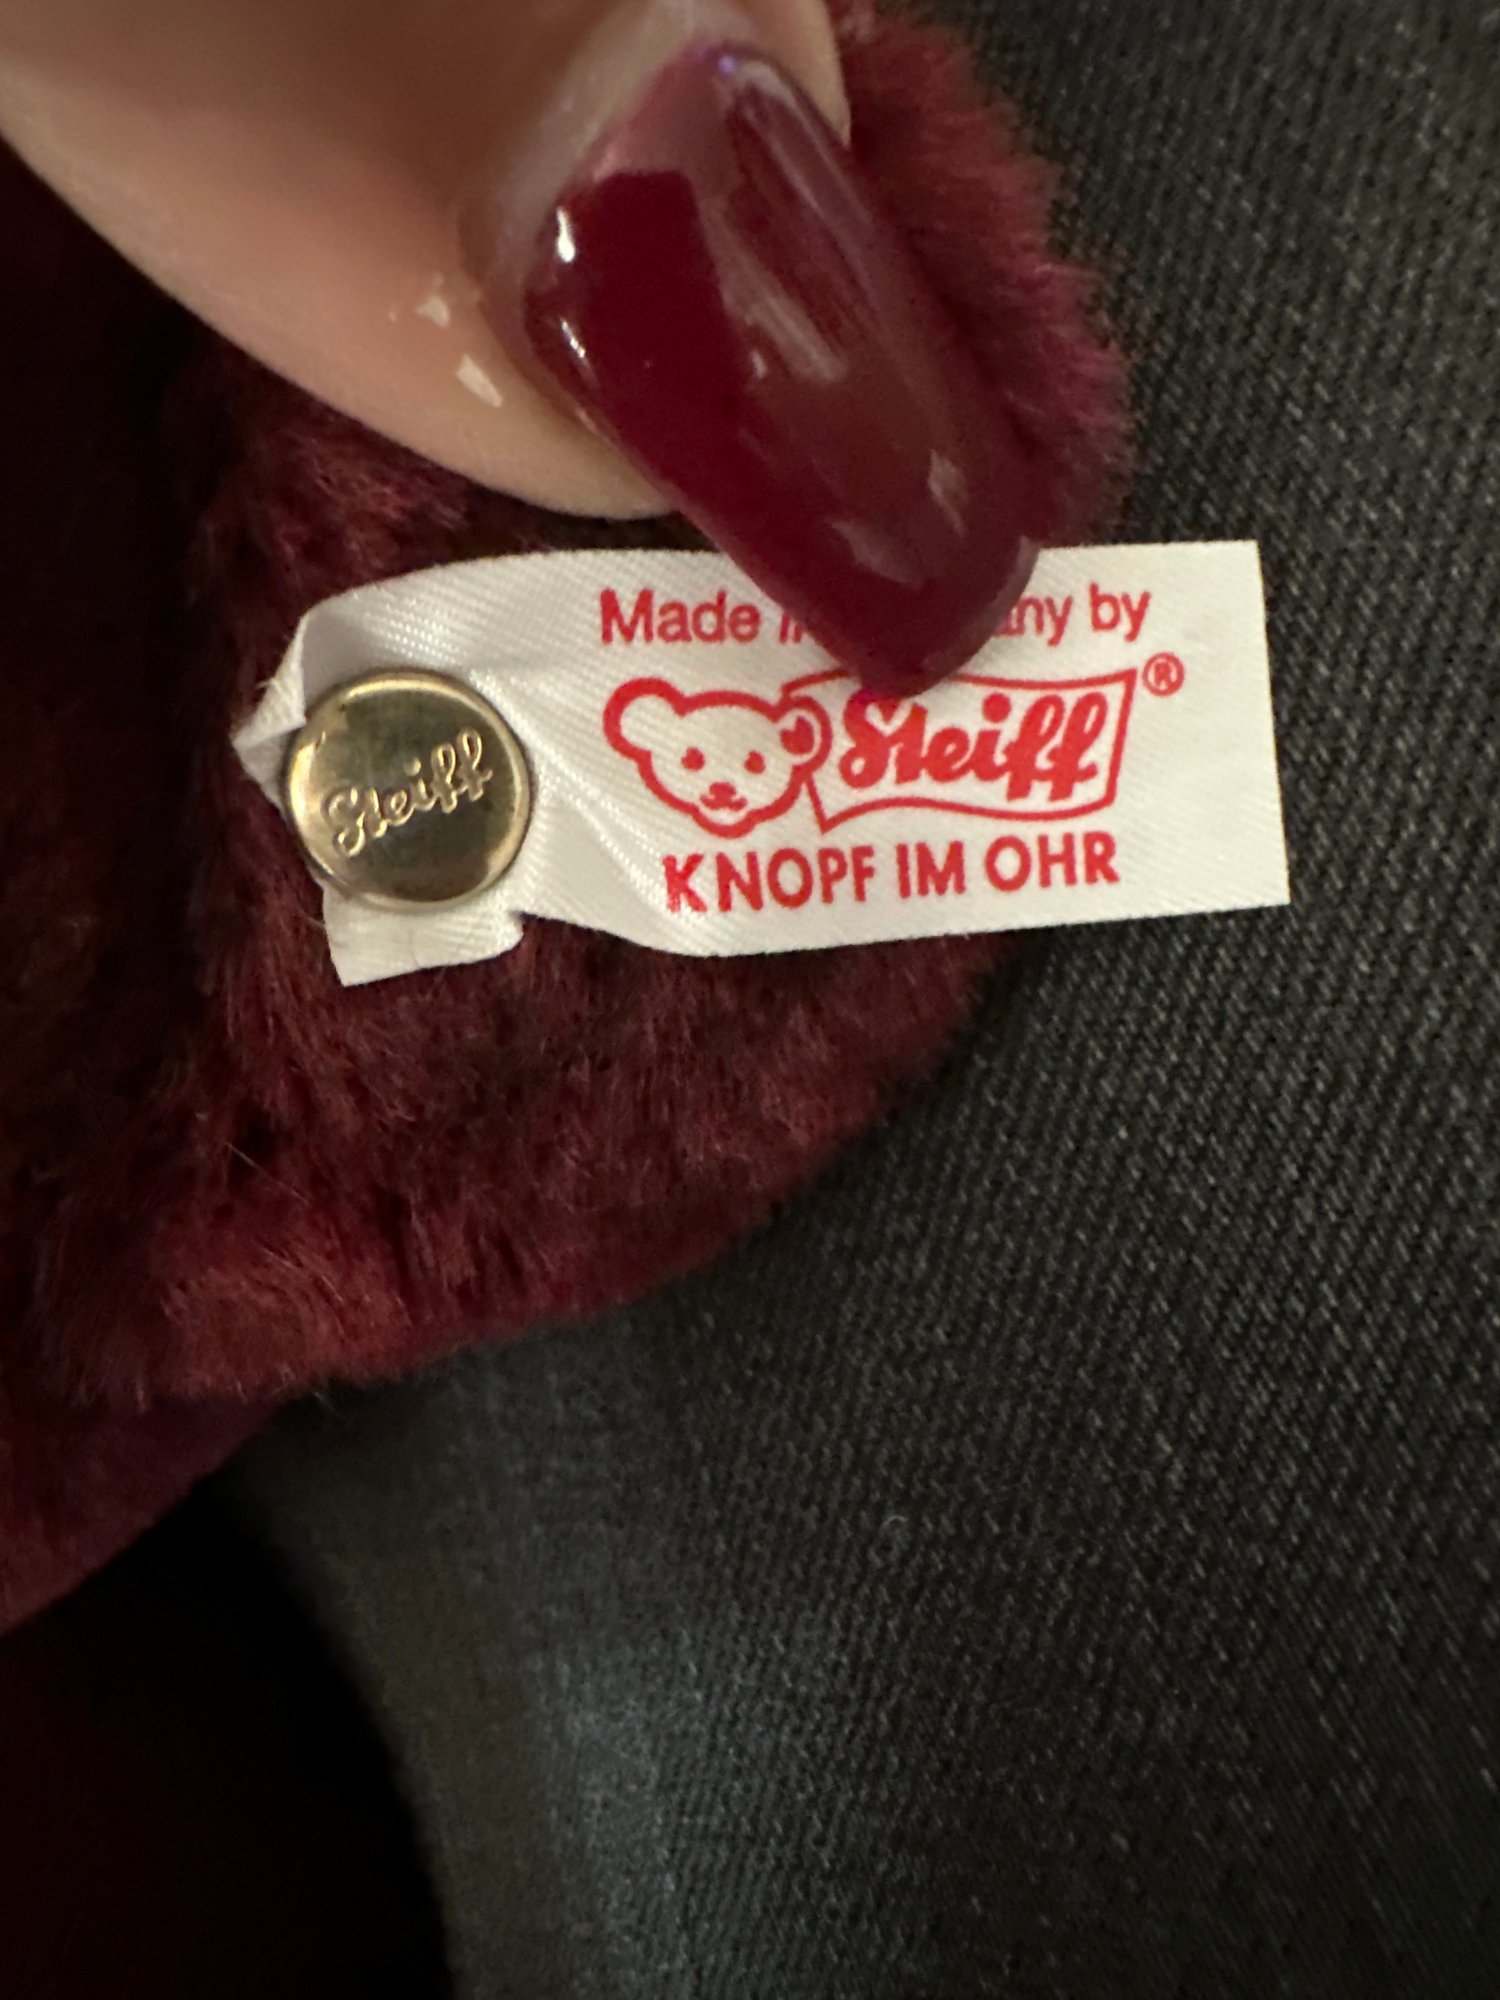 Made by
Steiff®
KNOPF IM OHR
Steiff